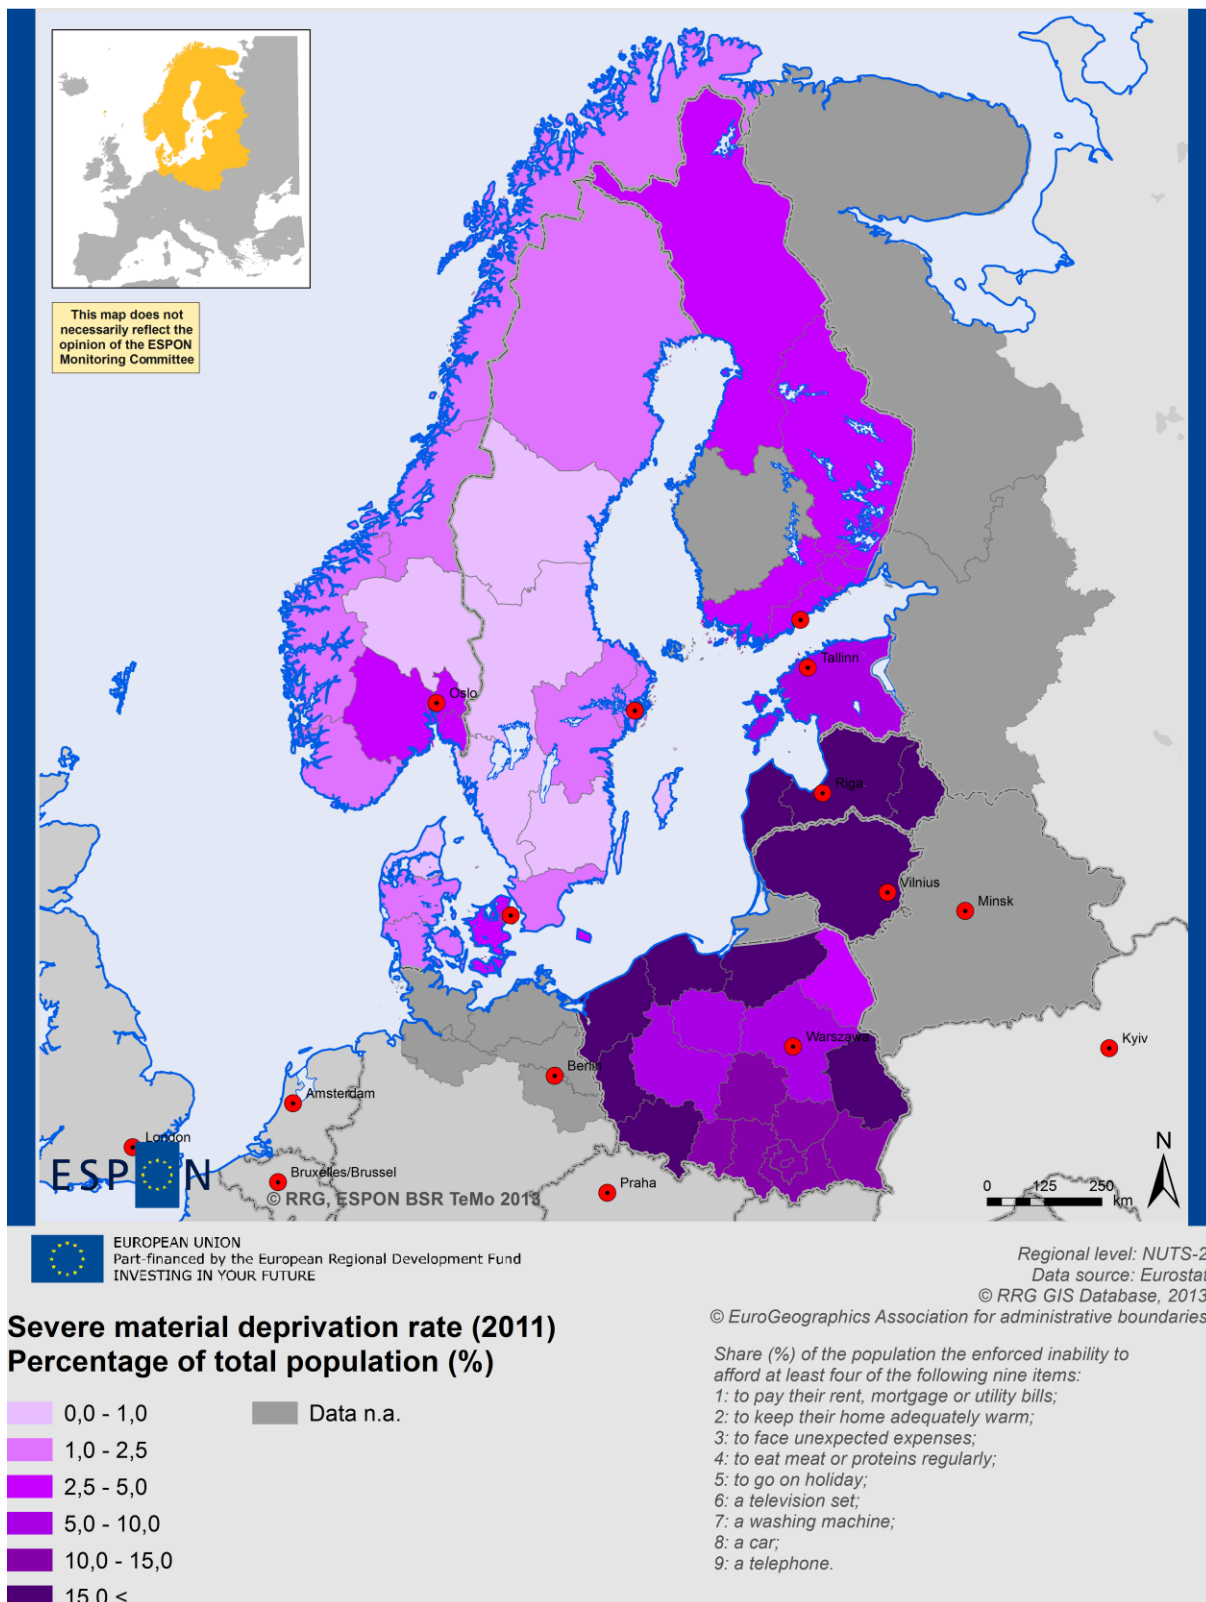 This map does not
necessarily reflect the
opinion of the ESPON
Monitoring Committee
Oslo
Tallinn
Riga
Vilnius
Minsk
Warszawa
Kyiv
Berlin
Amsterdam
London
Bruxelles/Brussel
Praha
ESPON
© RRG, ESPON BSR TeMo 2013
N
0 125 250
km
EUROPEAN UNION
Part-financed by the European Regional Development Fund
INVESTING IN YOUR FUTURE
Regional level: NUTS-2
Data source: Eurostat
© RRG GIS Database, 2013
© EuroGeographics Association for administrative boundaries
Severe material deprivation rate (2011)
Percentage of total population (%)
0,0 - 1,0
1,0 - 2,5
2,5 - 5,0
5,0 - 10,0
10,0 - 15,0
15,0 <
Data n.a.
Share (%) of the population the enforced inability to
afford at least four of the following nine items:
1: to pay their rent, mortgage or utility bills;
2: to keep their home adequately warm;
3: to face unexpected expenses;
4: to eat meat or proteins regularly;
5: to go on holiday;
6: a television set;
7: a washing machine;
8: a car;
9: a telephone.